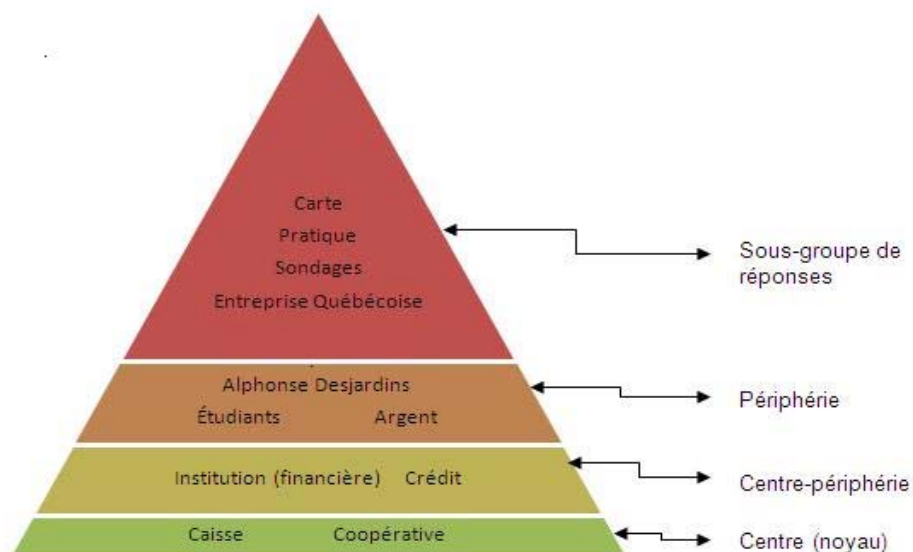 Carte
Pratique
Sondages
Entreprise Québécoise
Sous-groupe de
réponses
Alphonse Desjardins
Étudiants Argent
Périphérie
Institution (financière) Crédit
Centre-périphérie
Caisse Coopérative
Centre (noyau)